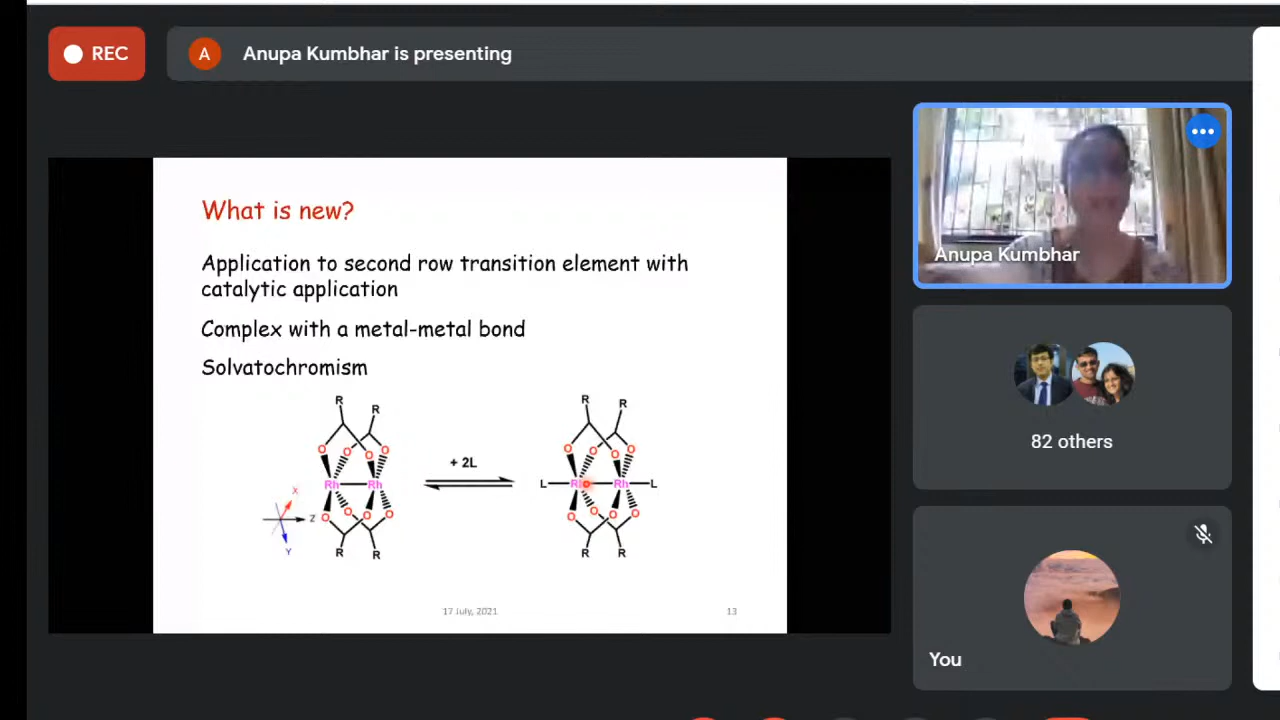 REC
A
Anupa Kumbhar is presenting
What is new?
Application to second row transition element with
catalytic application
Complex with a metal-metal bond
Solvatochromism
R R
O O O O
Rh Rh
O O O O
R R
X
Z
Y
+ 2L
R R
O O O O
L Rh L
O O O O
R R
17 July, 2021
13
Anupa Kumbhar
82 others
You